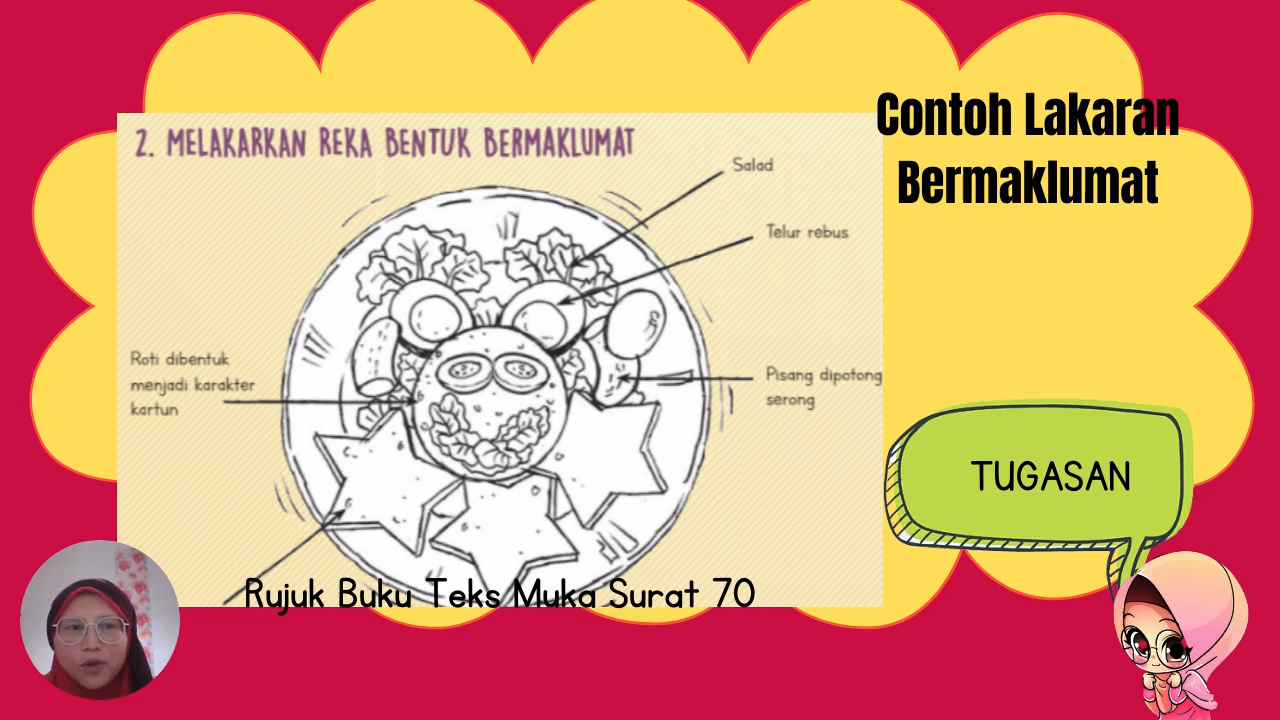 Contoh Lakaran
Bermaklumat
2. MELAKARKAN REKA BENTUK BERMAKLUMAT
Salad
Telur rebus
Roti dibentuk
menjadi karakter
kartun
Pisang dipotong
serong
TUGASAN
Rujuk Buku Teks Muka Surat 70